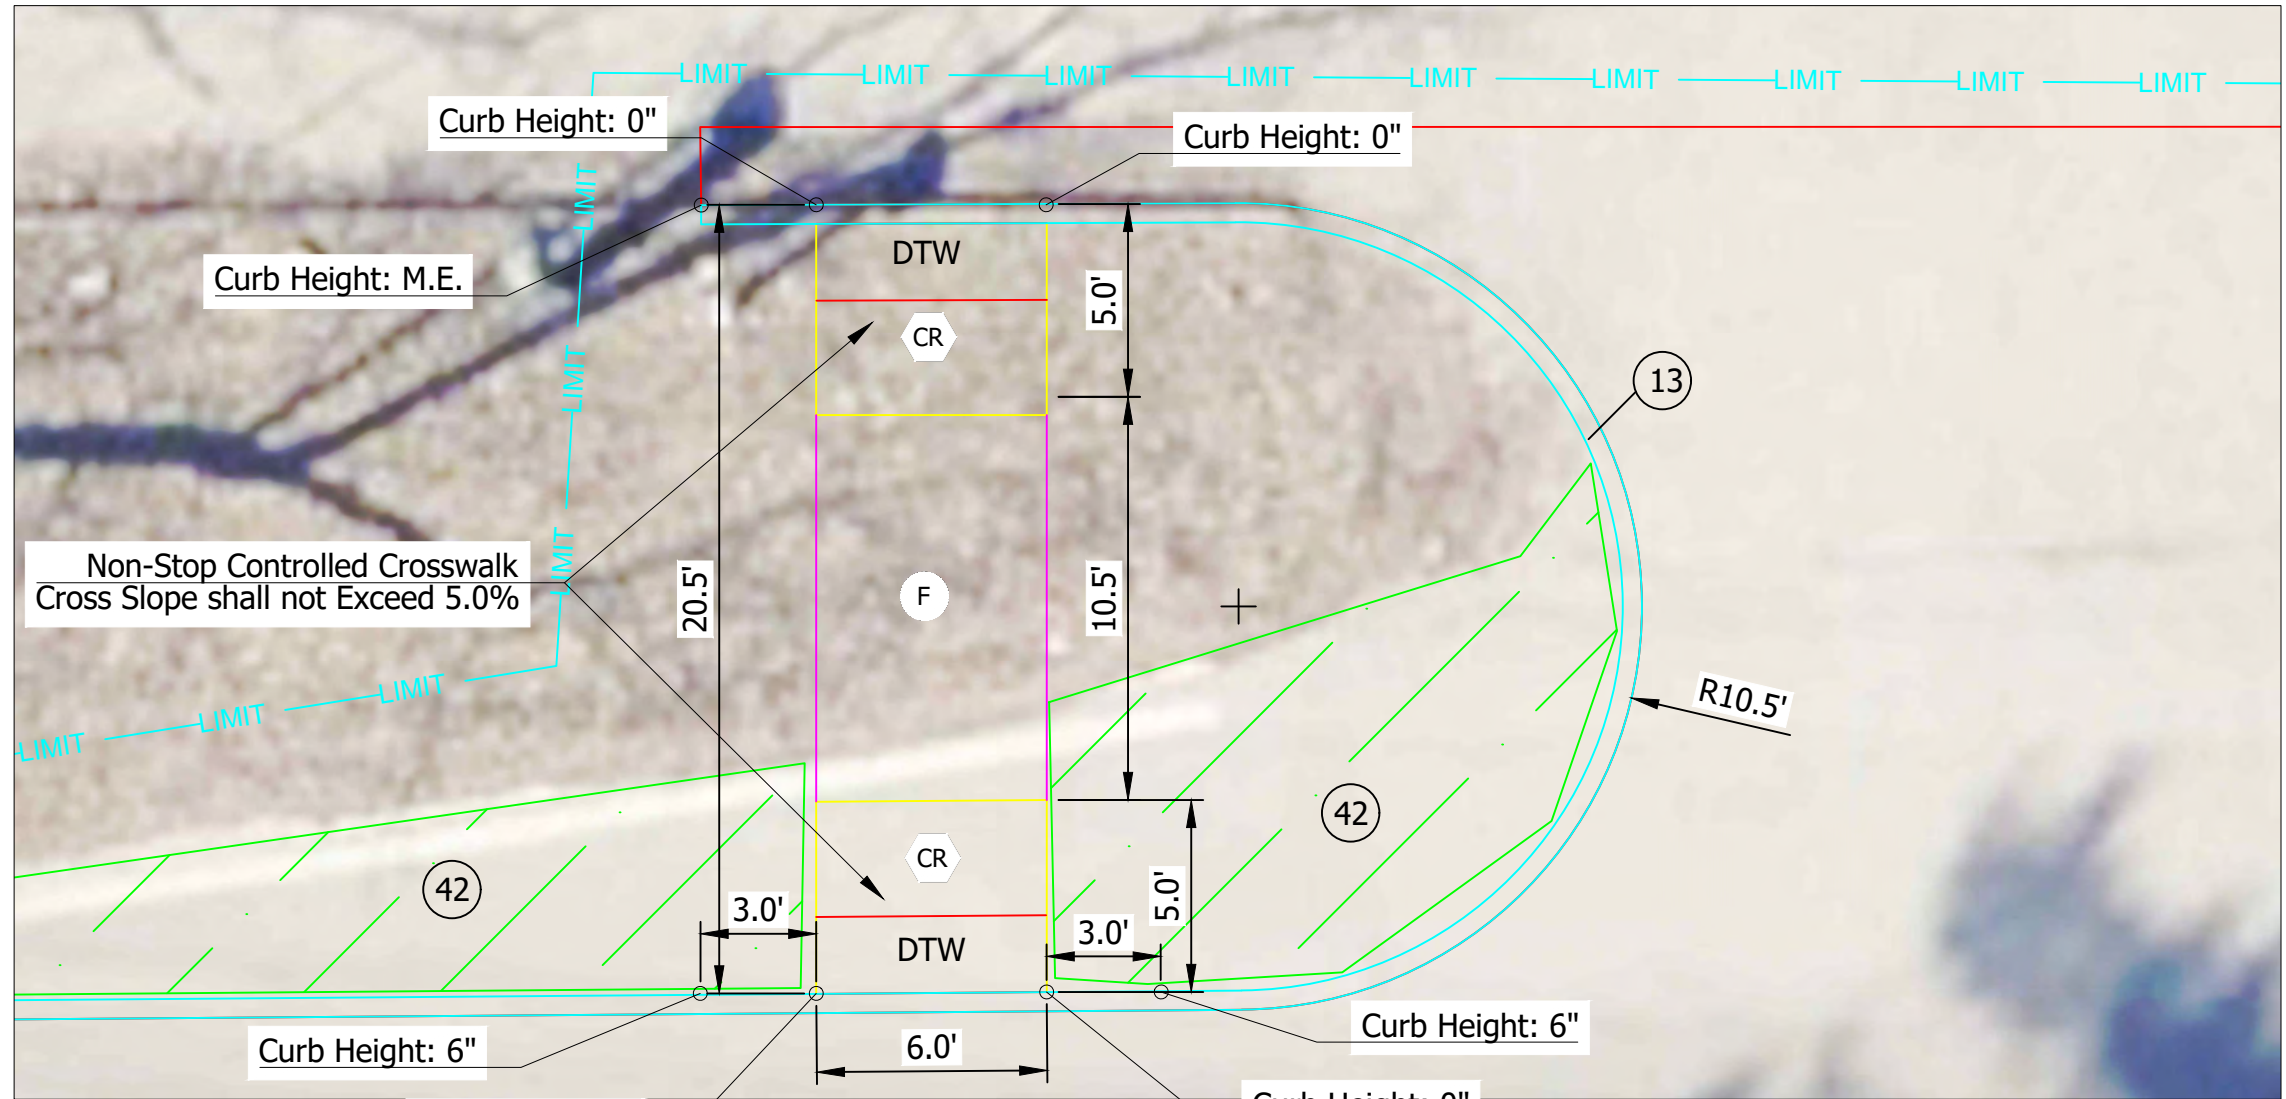 LIMIT LIMIT LIMIT LIMIT LIMIT LIMIT LIMIT LIMIT LIMIT
Curb Height: 0"
Curb Height: 0"
LIMIT
DTW
Curb Height: M.E.
5.0'
CR
LIMIT
13
Non-Stop Controlled Crosswalk
Cross Slope shall not Exceed 5.0%
LIMIT
20.5'
F
10.5'
LIMIT LIMIT LIMIT
R10.5'
42
CR
42
3.0'
5.0'
3.0'
DTW
Curb Height: 6"
6.0'
Curb Height: 6"
Curb Height: 0"